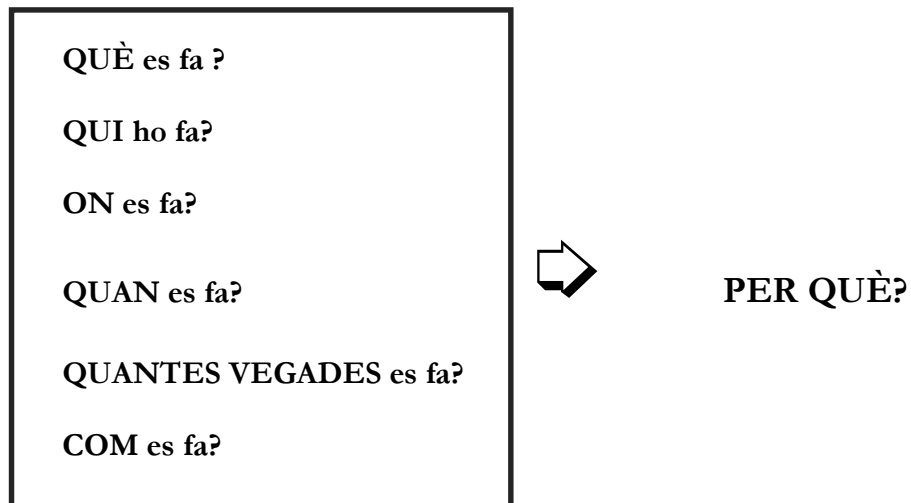 QUÈ es fa ?
QUI ho fa?
ON es fa?
QUAN es fa?
QUANTES VEGADES es fa?
COM es fa?
PER QUÈ?